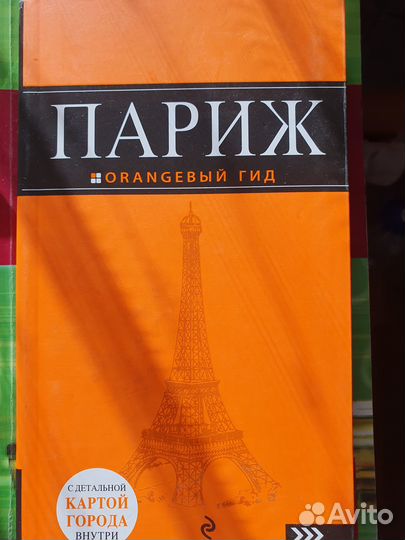 ПАРИЖ
ORANGEВЫЙ ГИД
С ДЕТАЛЬНОЙ
КАРТОЙ
ГОРОДА
ВНУТРИ
Avito